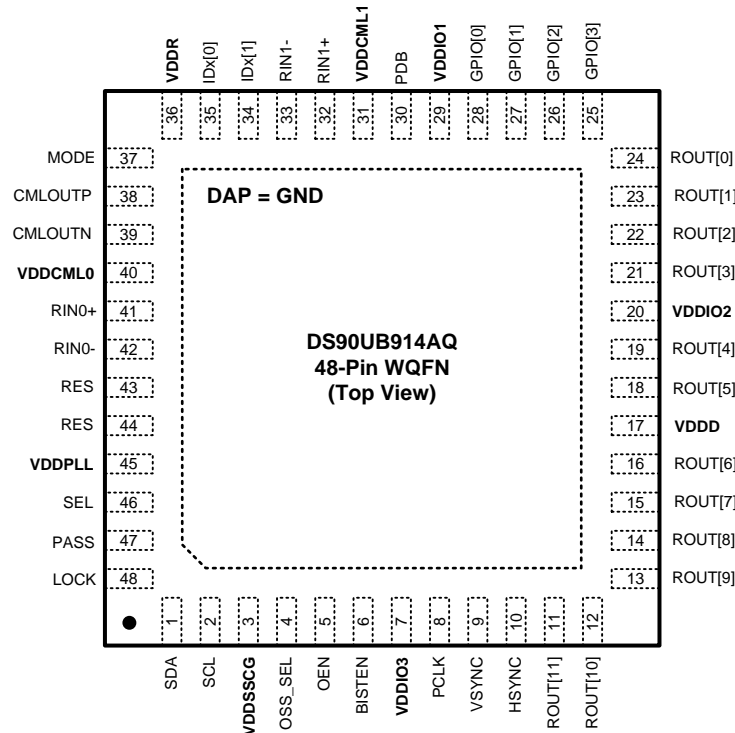 VDDR
IDx[0]
IDx[1]
RIN1-
RIN1+
VDDCML1
PDB
VDDIO1
GPIO[0]
GPIO[1]
GPIO[2]
GPIO[3]
36
35
34
33
32
31
30
29
28
27
26
25
MODE 37
CMLOUTP 38
CMLOUTN 39
VDDCML0 40
RIN0+ 41
RIN0- 42
RES 43
RES 44
VDDPLL 45
SEL 46
PASS 47
LOCK 48
DAP = GND
DS90UB914AQ
48-Pin WQFN
(Top View)
24 ROUT[0]
23 ROUT[1]
22 ROUT[2]
21 ROUT[3]
20 VDDIO2
19 ROUT[4]
18 ROUT[5]
17 VDDD
16 ROUT[6]
15 ROUT[7]
14 ROUT[8]
13 ROUT[9]
1
2
3
4
5
6
7
8
9
10
11
12
SDA
SCL
VDDSSCG
OSS_SEL
OEN
BISTEN
VDDIO3
PCLK
VSYNC
HSYNC
ROUT[11]
ROUT[10]